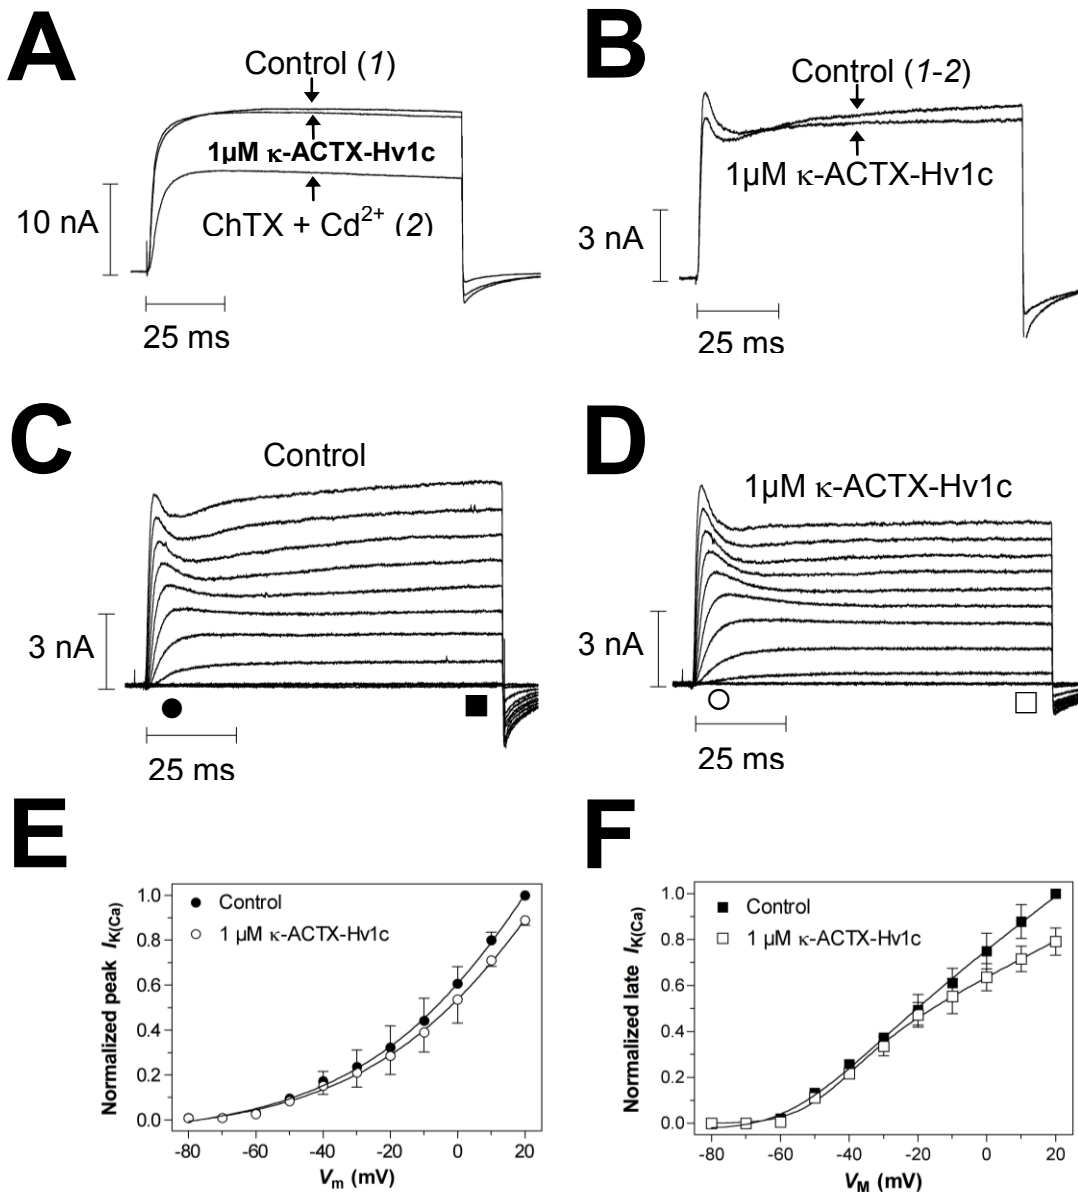 A
Control (1)
1µM κ-ACTX-Hv1c
ChTX + Cd2+ (2)
10 nA
25 ms
B
Control (1-2)
1µM κ-ACTX-Hv1c
3 nA
25 ms
C
Control
3 nA
25 ms
D
1µM κ-ACTX-Hv1c
3 nA
25 ms
E
Control
1 µM κ-ACTX-Hv1c
Normalized peak IK(Ca)
1.0
0.8
0.6
0.4
0.2
0.0
-80 -60 -40 -20 0 20
Vm (mV)
F
Control
1 µM κ-ACTX-Hv1c
Normalized late IK(Ca)
1.0
0.8
0.6
0.4
0.2
0.0
-80 -60 -40 -20 0 20
VM (mV)